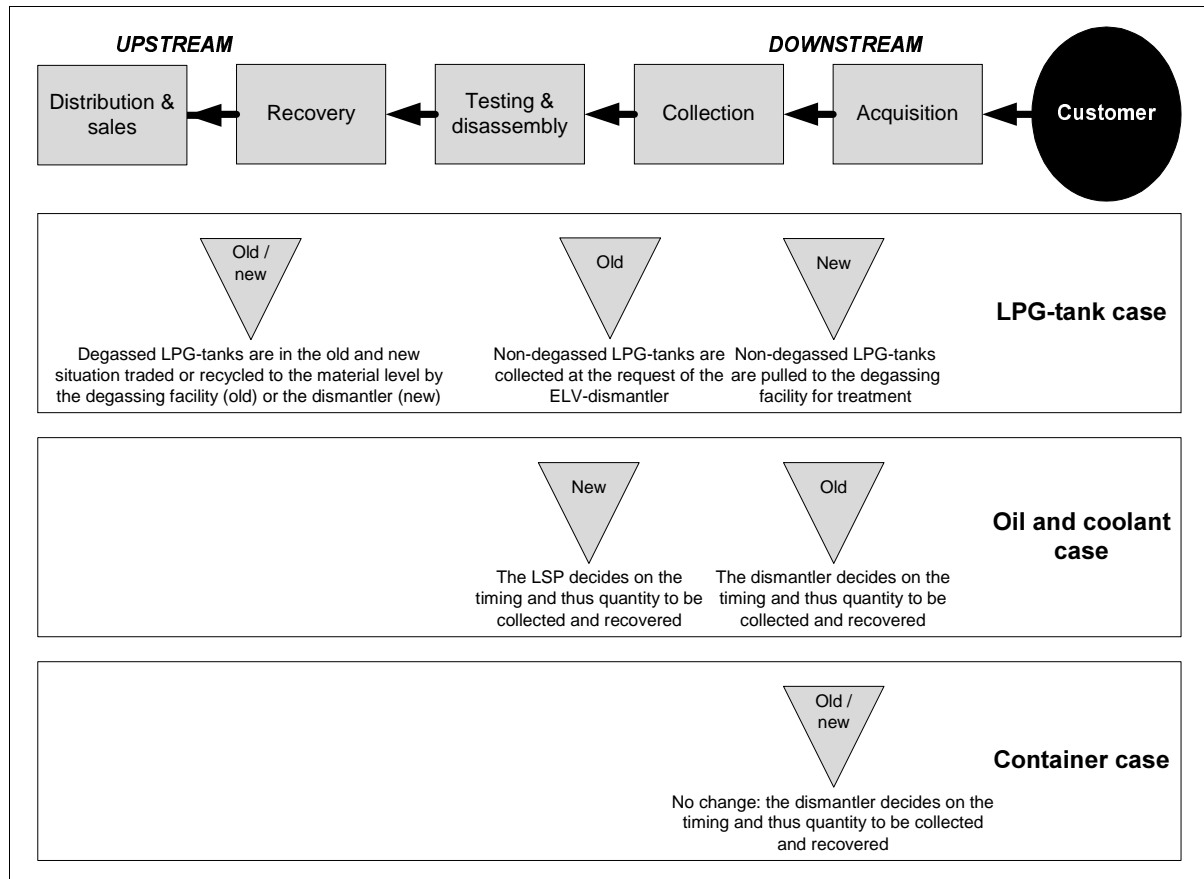 UPSTREAM
DOWNSTREAM
Distribution &
sales
Recovery
Testing &
disassembly
Collection
Acquisition
Customer
Old /
new
Degassed LPG-tanks are in the old and new
situation traded or recycled to the material level by
the degassing facility (old) or the dismantler (new)
Old
Non-degassed LPG-tanks are
collected at the request of the
ELV-dismantler
New
Non-degassed LPG-tanks
are pulled to the degassing
facility for treatment
LPG-tank case
New
The LSP decides on the
timing and thus quantity to be
collected and recovered
Old
The dismantler decides on the
timing and thus quantity to be
collected and recovered
Oil and coolant
case
Old /
new
No change: the dismantler decides on the
timing and thus quantity to be collected
and recovered
Container case